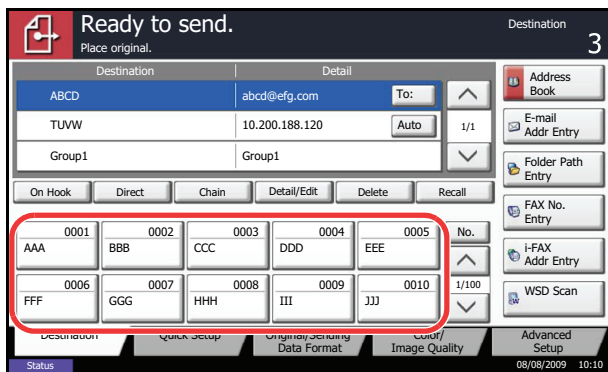 Ready to send.
Place original.
Destination
3
Destination Detail
ABCD abcd@efg.com To:
TUVW 10.200.188.120 Auto 1/1
Group1 Group1
Address Book
E-mail Addr Entry
Folder Path Entry
FAX No. Entry
i-FAX Addr Entry
WSD Scan
On Hook Direct Chain Detail/Edit Delete Recall
0001 0002 0003 0004 0005 No.
AAA BBB CCC DDD EEE
0006 0007 0008 0009 0010 1/100
FFF GGG HHH III JJJ
Destination Quick Setup Original/Sending Data Format Color/ Image Quality Advanced Setup
Status 08/08/2009 10:10